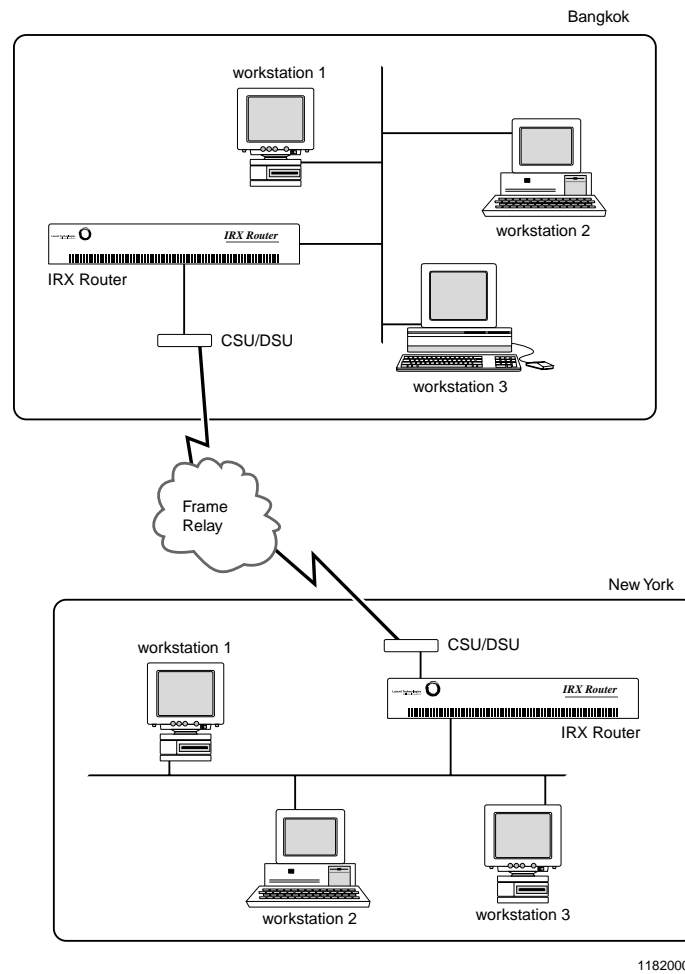 Bangkok
workstation 1
workstation 2
IRX Router
IRX Router
CSU/DSU
workstation 3
Frame
Relay
New York
workstation 1
CSU/DSU
IRX Router
IRX Router
workstation 2
workstation 3
1182000